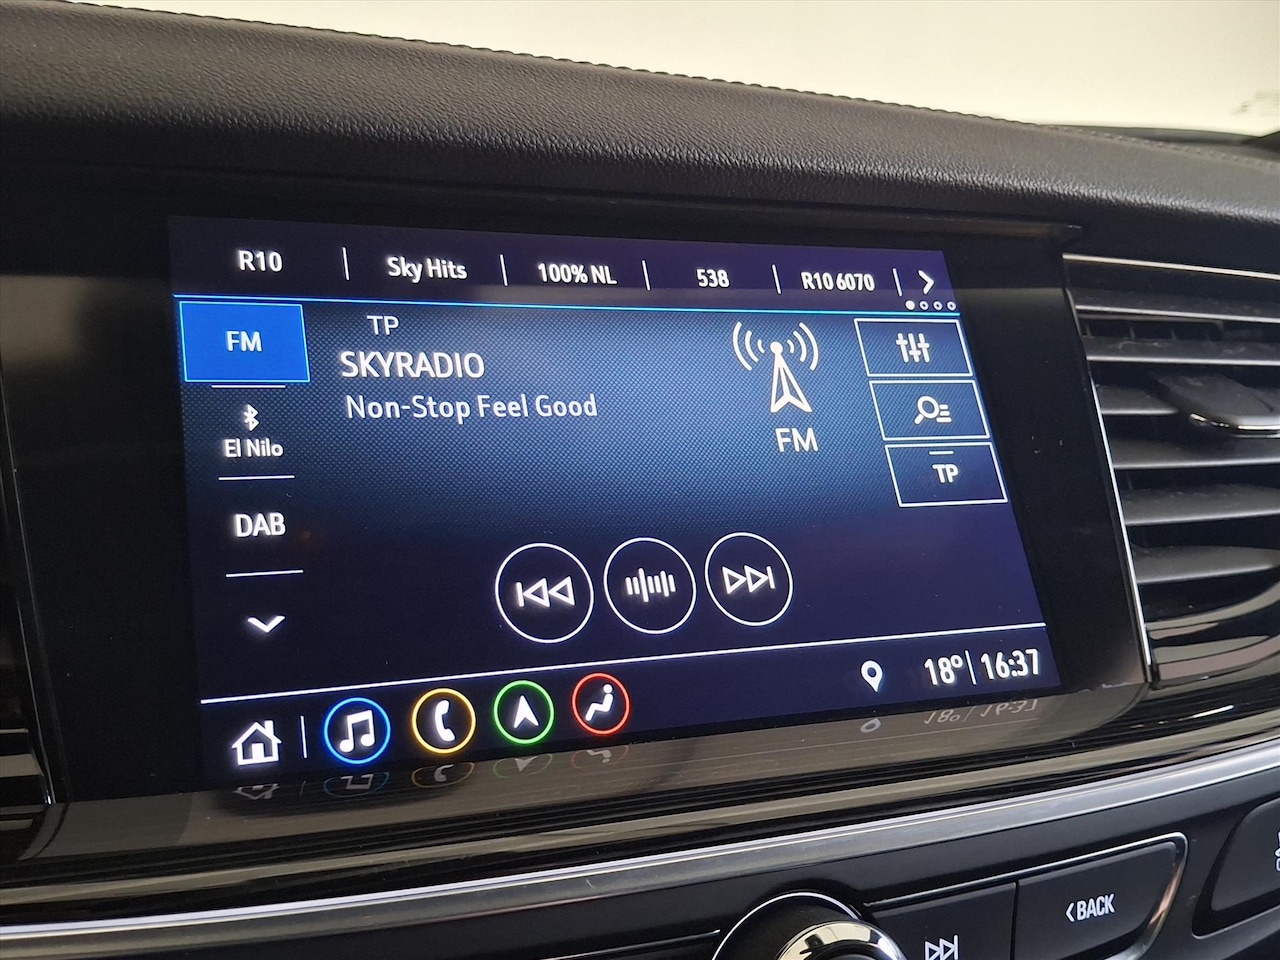 R10 Sky Hits 100% NL 538 R10 6070
FM
TP
SKYRADIO
Non-Stop Feel Good
FM
El Nilo
DAB
TP
18° 16:37
BACK